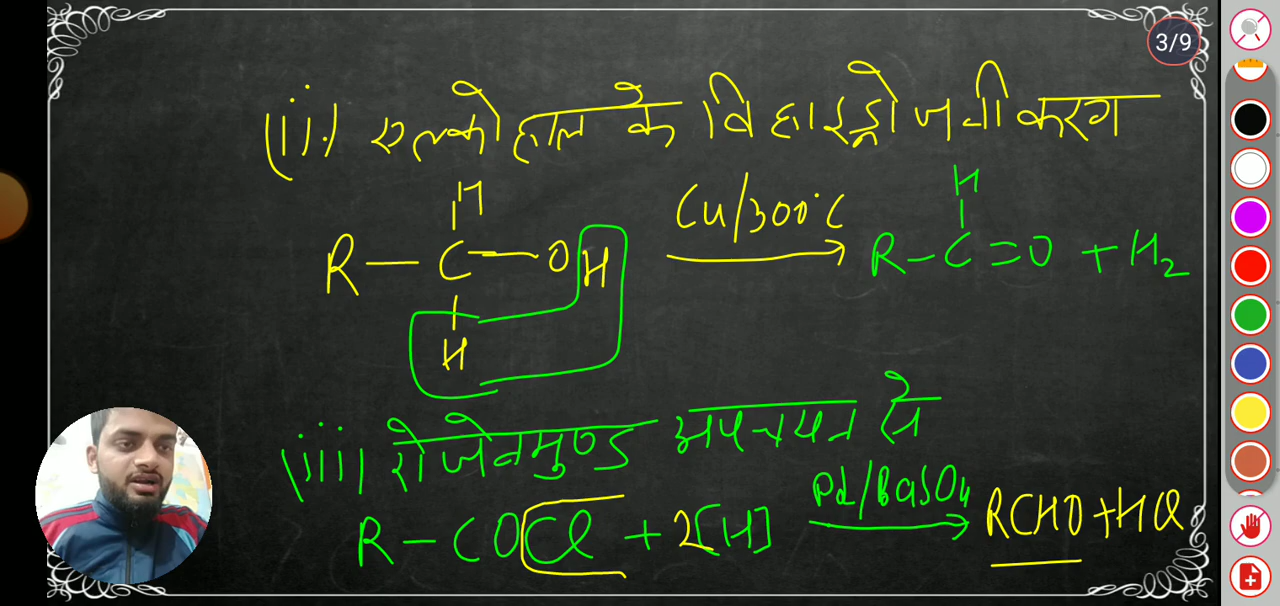 3/9
(ii) एल्कोहाल के विहाइड्रोजनीकरण
H H
R — C — OH Cu/300°C R – C = O + H₂
H
(iii) रोजेनमुण्ड अपचयन से
R – COCl + 2[H] Pd/BaSO₄ RCHO + HCl